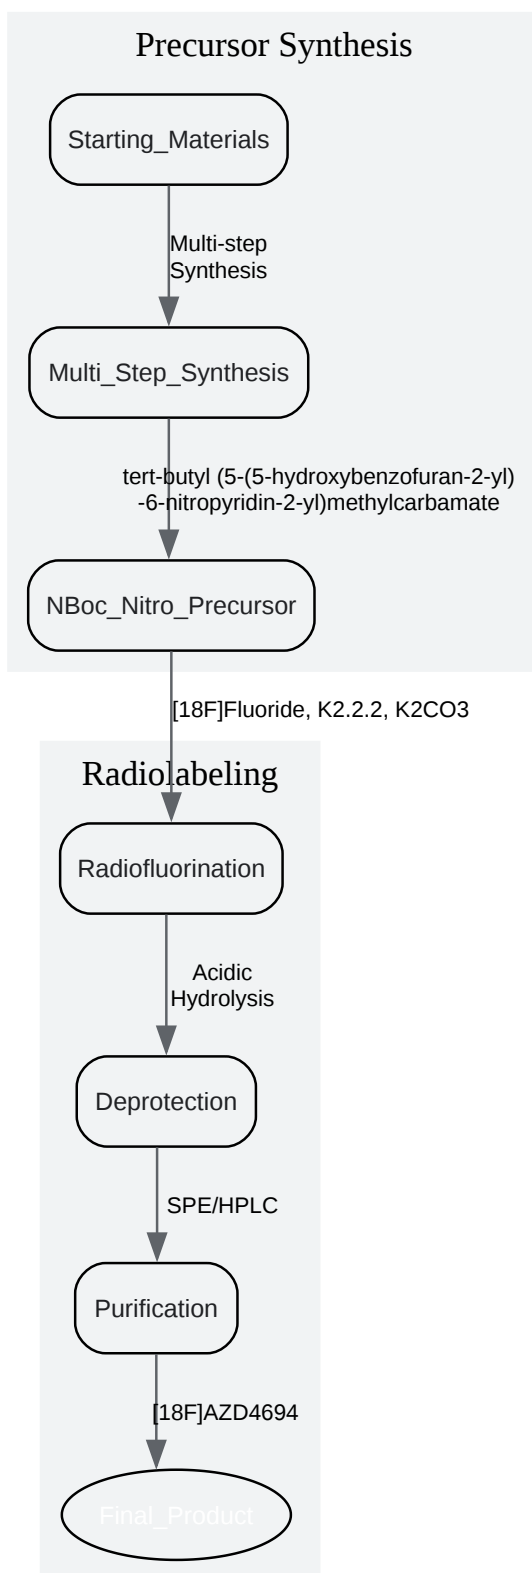 Precursor Synthesis
Starting_Materials
Multi-step
Synthesis
Multi_Step_Synthesis
tert-butyl (5-(5-hydroxybenzofuran-2-yl)
-6-nitropyridin-2-yl)methylcarbamate
NBoc_Nitro_Precursor
[18F]Fluoride, K2.2.2, K2CO3
Radiolabeling
Radiofluorination
Acidic
Hydrolysis
Deprotection
SPE/HPLC
Purification
[18F]AZD4694
Final_Product